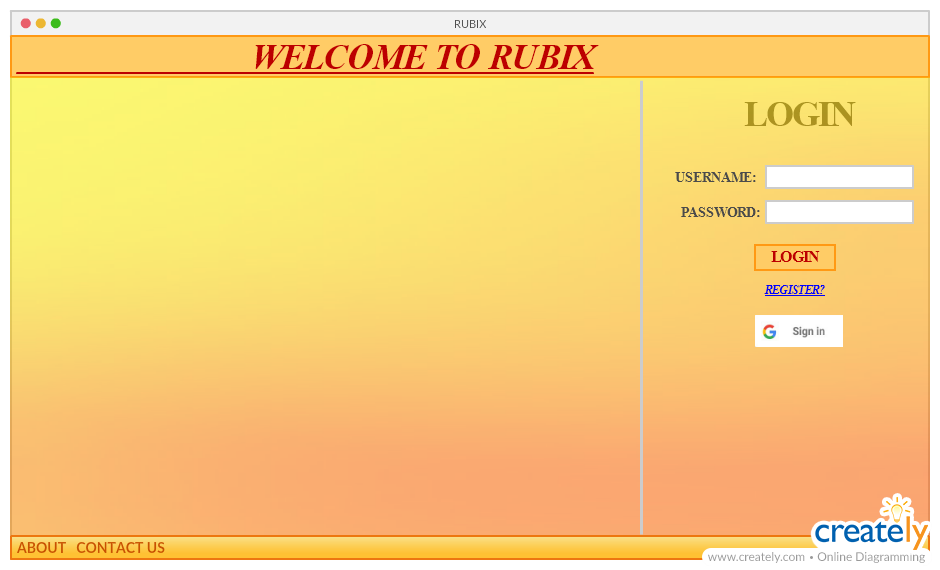 RUBIX
WELCOME TO RUBIX
LOGIN
USERNAME:
PASSWORD:
LOGIN
REGISTER?
Sign in
ABOUT CONTACT US
creately
www.creately.com • Online Diagramming